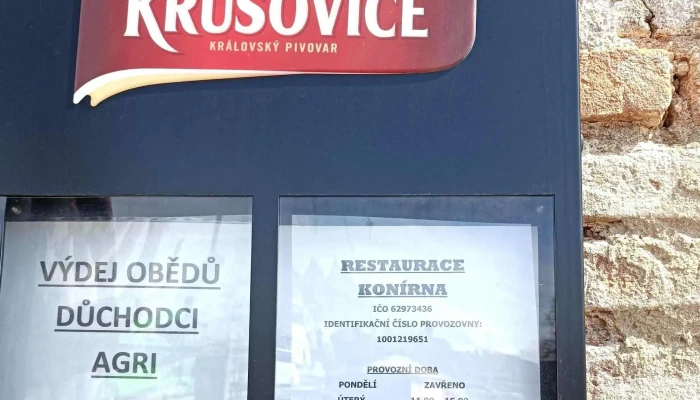 KRUŠOVICE
KRÁLOVSKÝ PIVOVAR
VÝDEJ OBĚDŮ
DŮCHODCI
AGRI
RESTAURACE
KONÍRNA
IČO 62973436
IDENTIFIKAČNÍ ČÍSLO PROVOZOVNY:
1001219651
PROVOZNÍ DOBA
PONDĚLÍ ZAVŘENO
ÚTERÝ